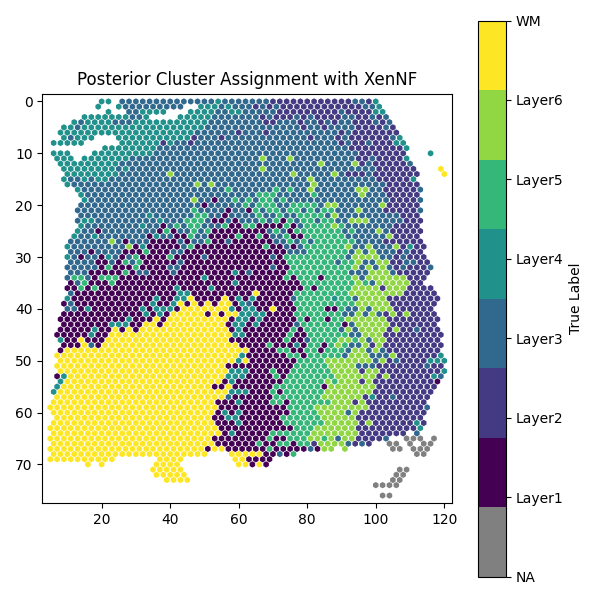 Posterior Cluster Assignment with XenNF
0
10
20
30
40
50
60
70
20
40
60
80
100
120
WM
Layer6
Layer5
Layer4
Layer3
Layer2
Layer1
NA
True Label